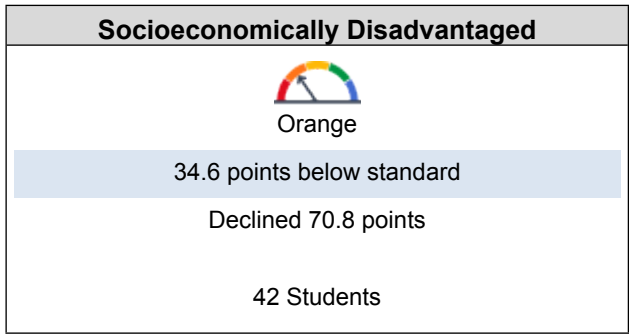 Socioeconomically Disadvantaged
Orange
34.6 points below standard
Declined 70.8 points
42 Students